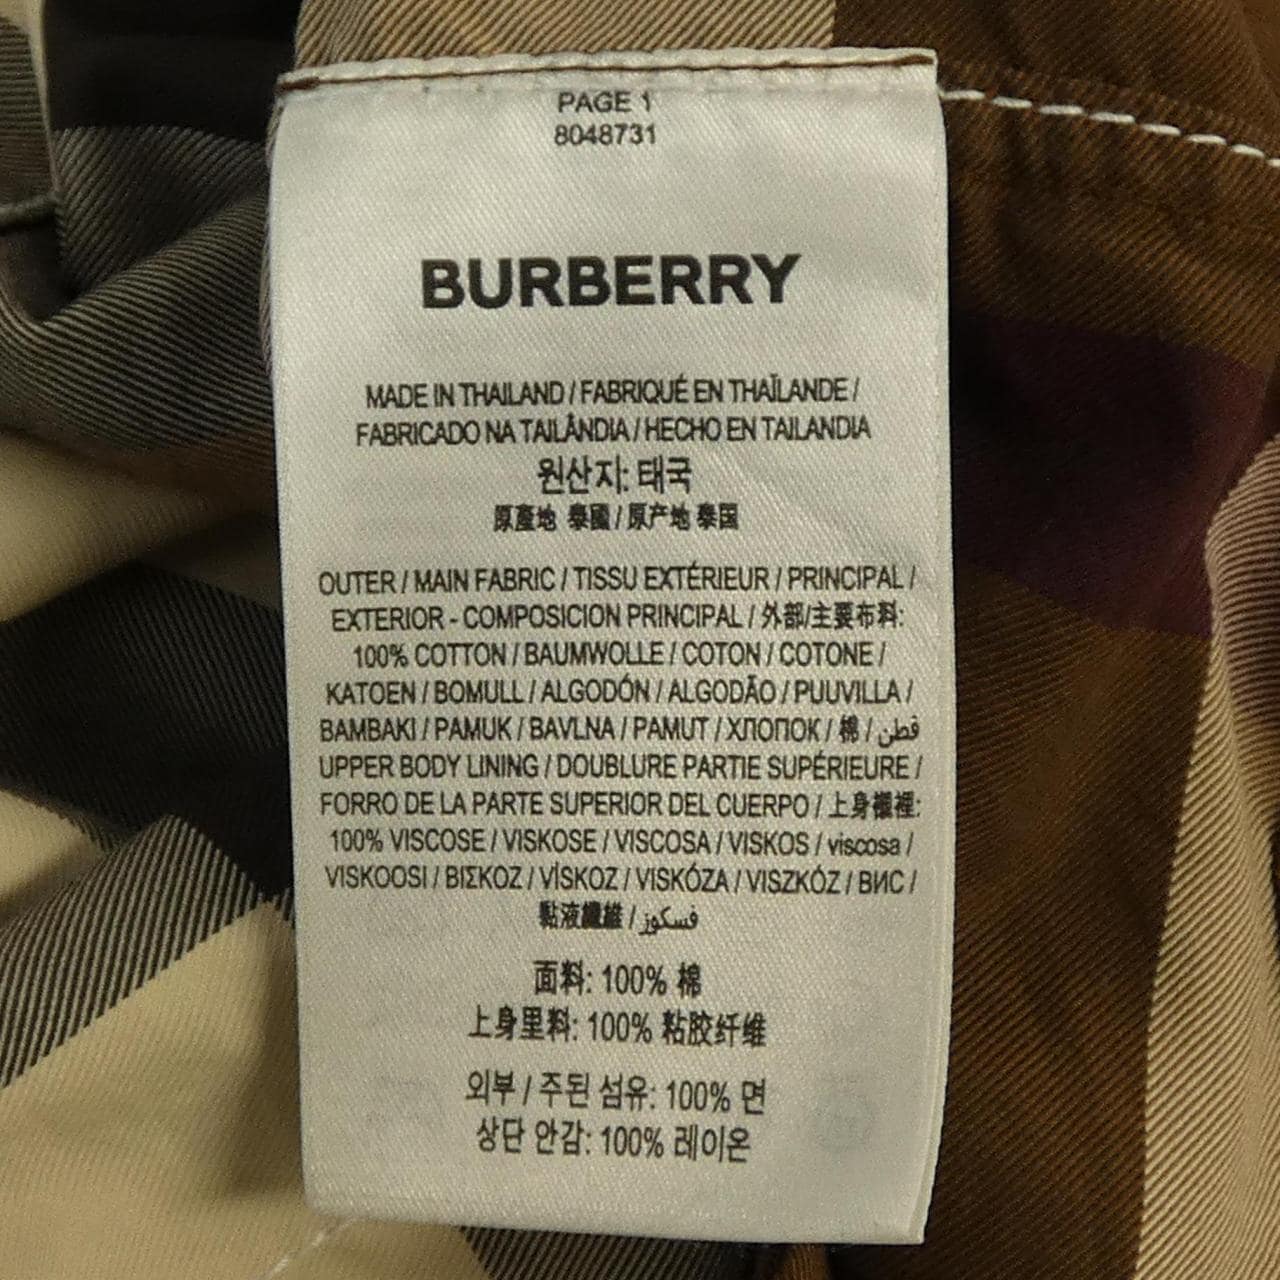 PAGE 1
8048731
BURBERRY
MADE IN THAILAND / FABRIQUÉ EN THAÏLANDE /
FABRICADO NA TAILÂNDIA / HECHO EN TAILANDIA
원산지: 태국
原產地 泰國 / 原产地 泰国
OUTER / MAIN FABRIC / TISSU EXTÉRIEUR / PRINCIPAL /
EXTERIOR - COMPOSICION PRINCIPAL / 外部/主要布料:
100% COTTON / BAUMWOLLE / COTON / COTONE /
KATOEN / BOMULL / ALGODÓN / ALGODÃO / PUUVILLA /
BAMBAKI / PAMUK / BAVLNA / PAMUT / ХЛОПОК / 棉 / قطن
UPPER BODY LINING / DOUBLURE PARTIE SUPÉRIEURE /
FORRO DE LA PARTE SUPERIOR DEL CUERPO / 上身襯裡:
100% VISCOSE / VISKOSE / VISCOSA / VISKOS / viscosa /
VISKOOSI / ΒΙΣΚΟΖ / VÍSKOZ / VISKÓZA / VISZKÓZ / ВИС /
黏液纖維 / فسكوز
面料: 100% 棉
上身里料: 100% 粘胶纤维
외부 / 주된 섬유: 100% 면
상단 안감: 100% 레이온